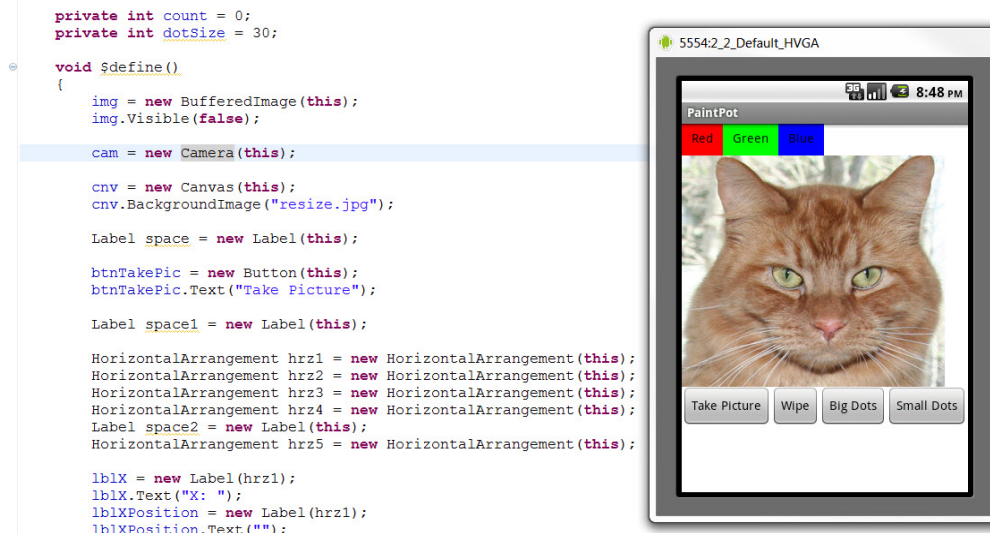 private int count = 0;
private int dotSize = 30;
void $define()
{
img = new BufferedImage(this);
img.Visible(false);
cam = new Camera(this);
cnv = new Canvas(this);
cnv.BackgroundImage("resize.jpg");
Label space = new Label(this);
btnTakePic = new Button(this);
btnTakePic.Text("Take Picture");
Label space1 = new Label(this);
HorizontalArrangement hrz1 = new HorizontalArrangement(this);
HorizontalArrangement hrz2 = new HorizontalArrangement(this);
HorizontalArrangement hrz3 = new HorizontalArrangement(this);
HorizontalArrangement hrz4 = new HorizontalArrangement(this);
Label space2 = new Label(this);
HorizontalArrangement hrz5 = new HorizontalArrangement(this);
lblX = new Label(hrz1);
lblX.Text("X: ");
lblXPosition = new Label(hrz1);
lblXPosition.Text("");
5554:2_2_Default_HVGA
3G 8:48 PM
PaintPot
Red Green Blue
Take Picture Wipe Big Dots Small Dots